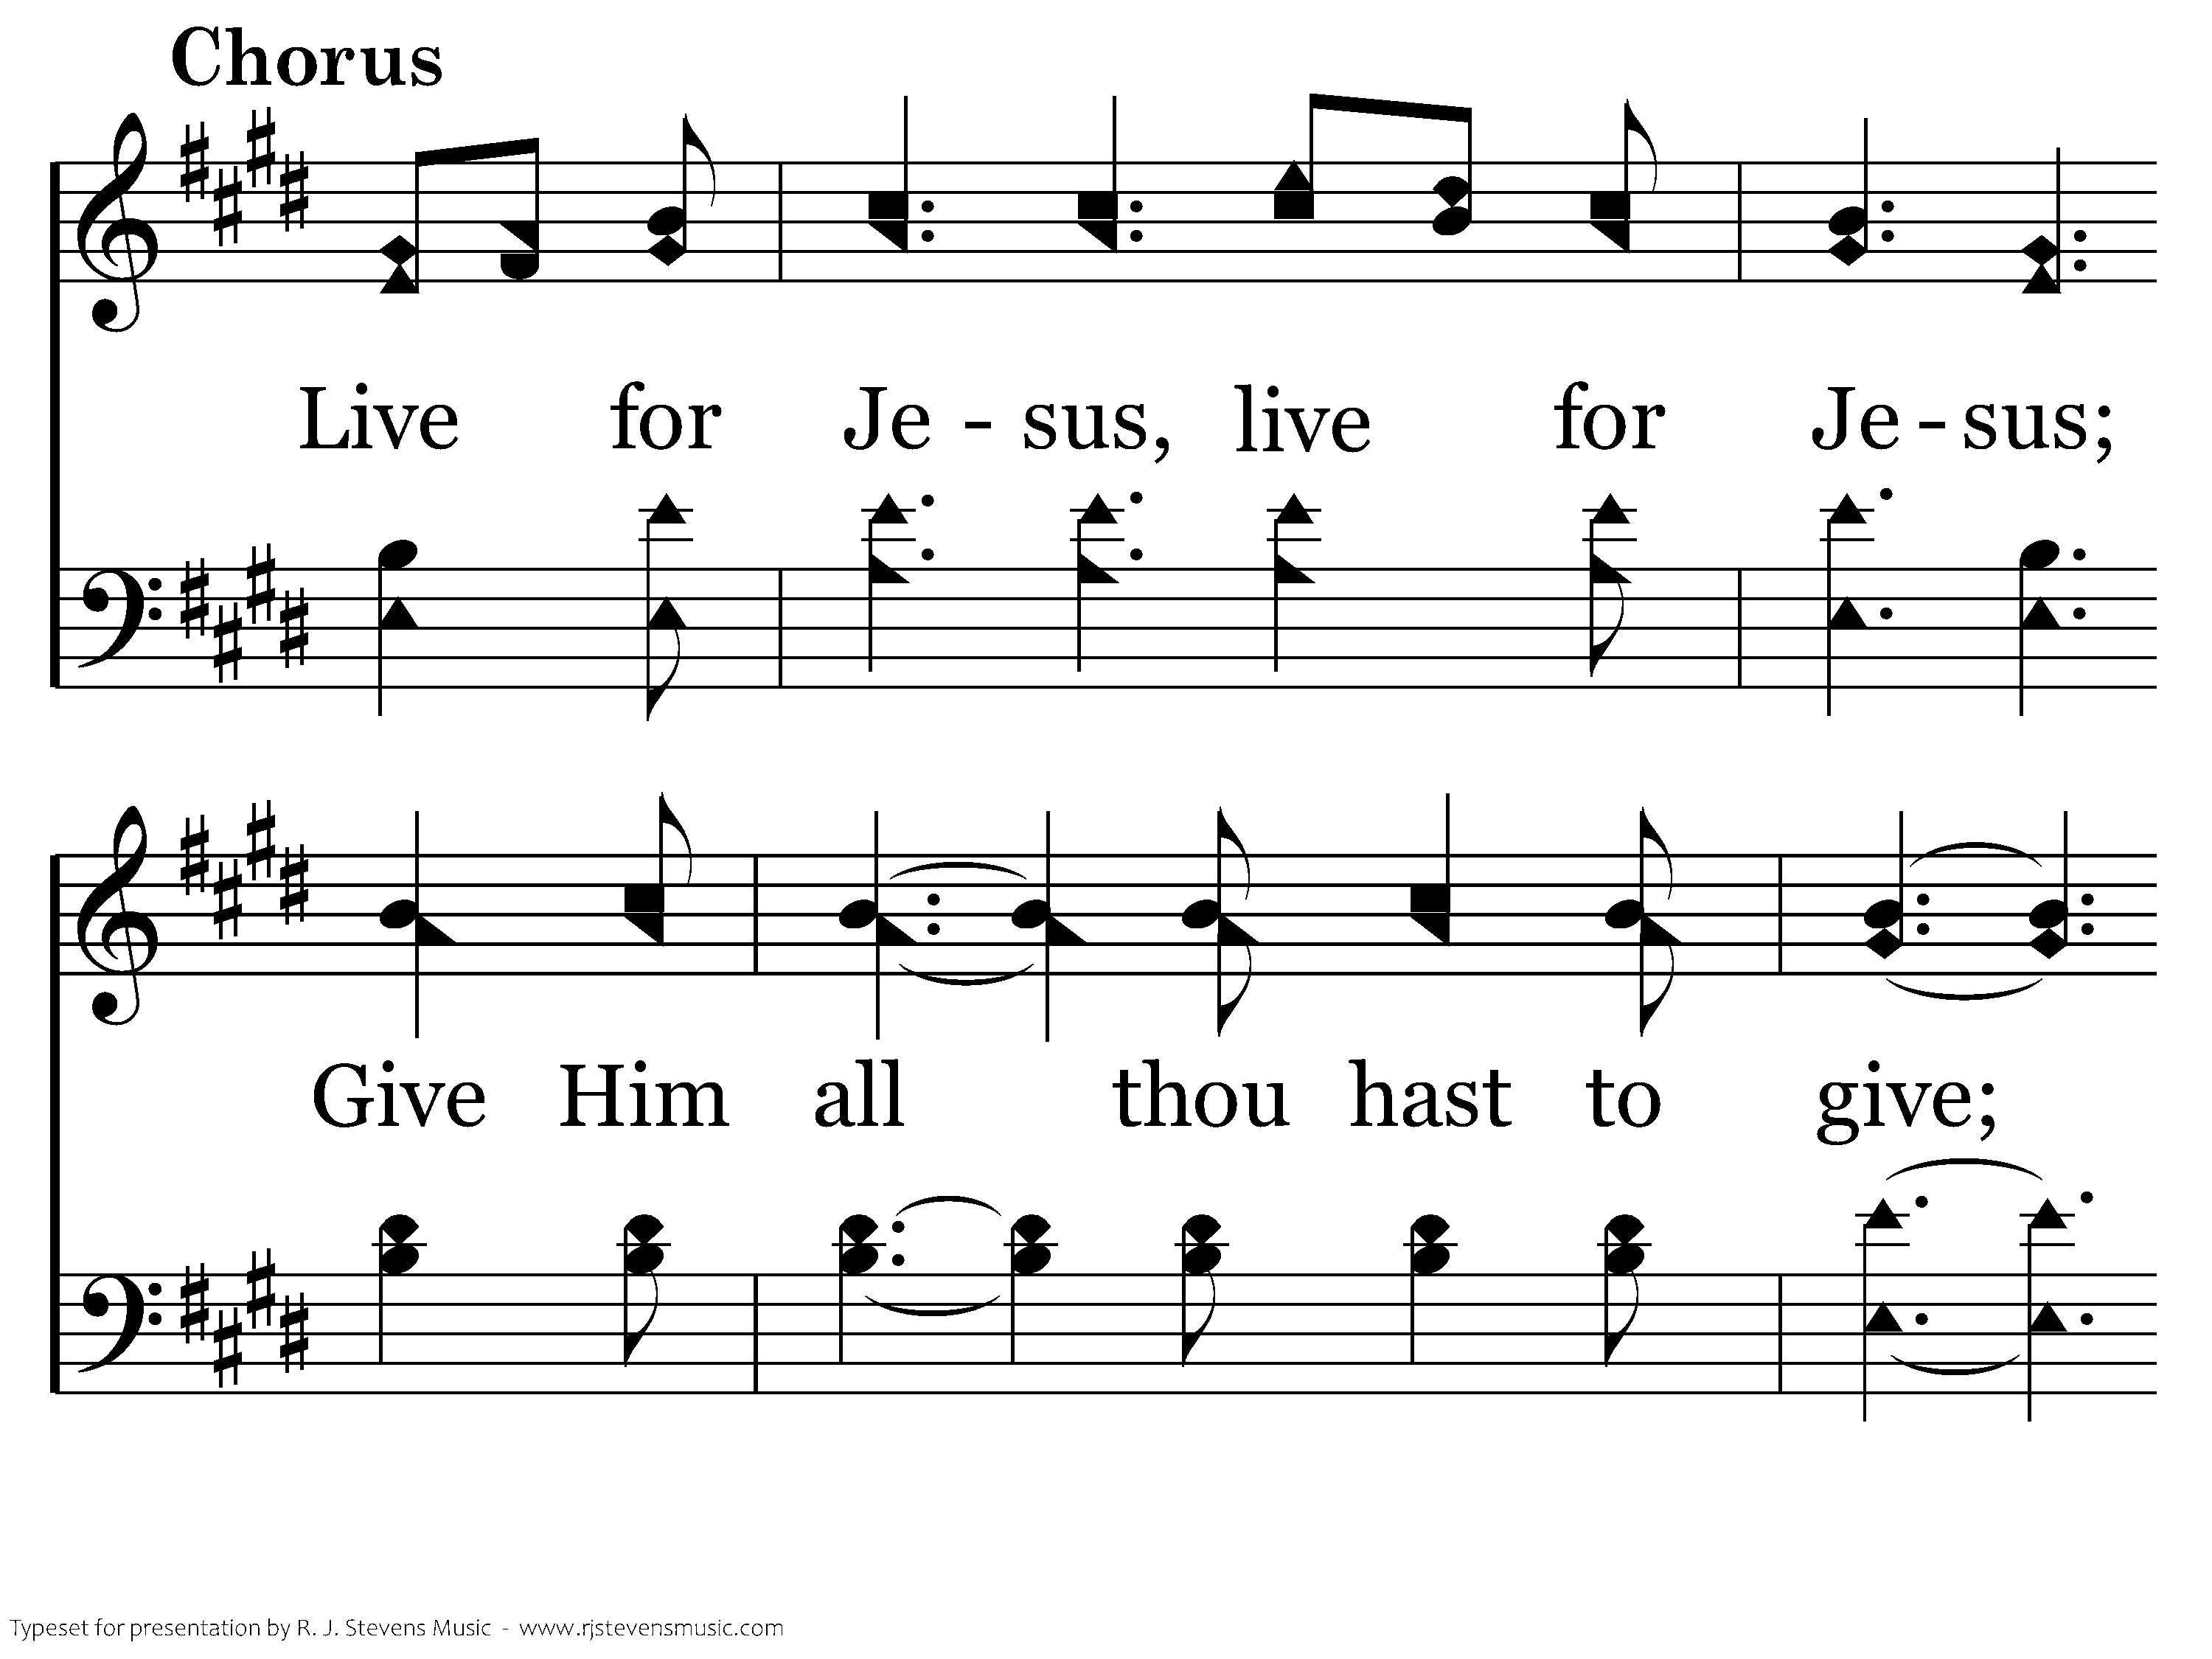 Chorus
Live for Je - sus, live for Je - sus;
Give Him all thou hast to give;
Typeset for presentation by R. J. Stevens Music - www.rjstevensmusic.com